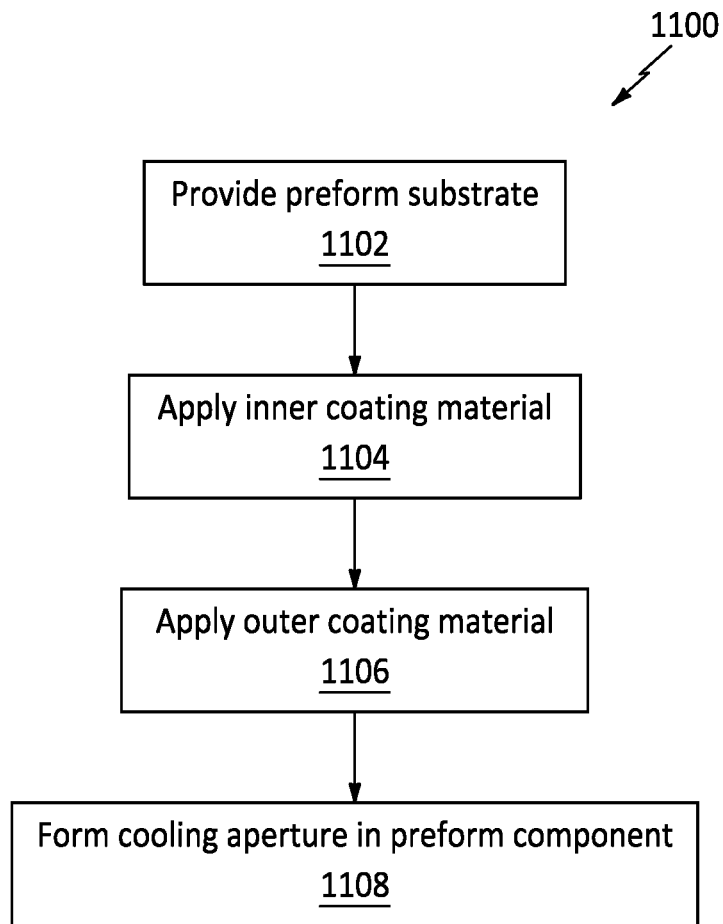 1100
Provide preform substrate
1102
Apply inner coating material
1104
Apply outer coating material
1106
Form cooling aperture in preform component
1108